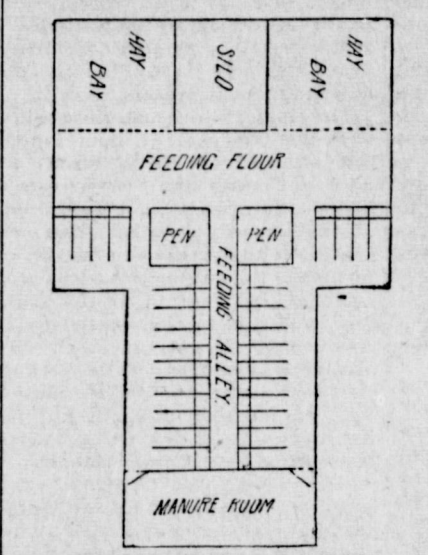 HAY BAY
SILO
HAY BAY
FEEDING FLOOR
PEN
PEN
FEEDING ALLEY
MANURE ROOM